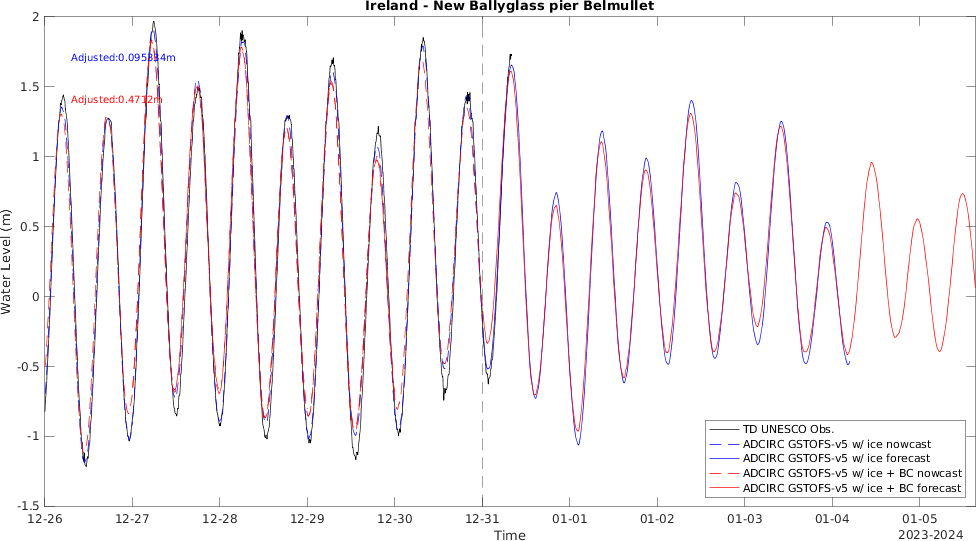 Ireland - New Ballyglass pier Belmullet
2
1.5
1
0.5
0
-0.5
-1
-1.5
Water Level (m)
Adjusted:0.095334m
Adjusted:0.4712m
TD UNESCO Obs.
ADCIRC GSTOFS-v5 w/ ice nowcast
ADCIRC GSTOFS-v5 w/ ice forecast
ADCIRC GSTOFS-v5 w/ ice + BC nowcast
ADCIRC GSTOFS-v5 w/ ice + BC forecast
12-26 12-27 12-28 12-29 12-30 12-31 01-01 01-02 01-03 01-04 01-05
Time
2023-2024